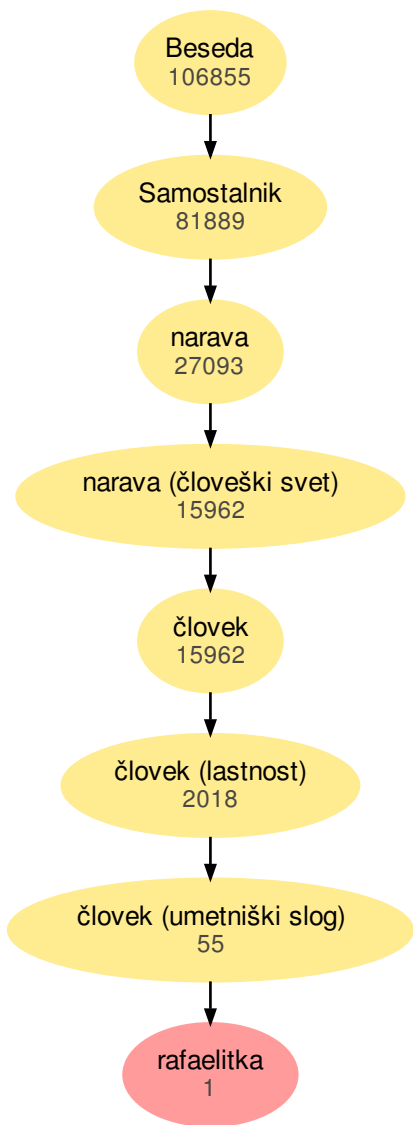 Beseda
106855
Samostalnik
81889
narava
27093
narava (človeški svet)
15962
človek
15962
človek (lastnost)
2018
človek (umetniški slog)
55
rafaelitka
1